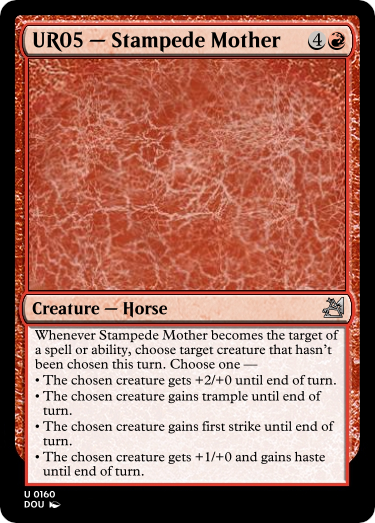 UR05 — Stampede Mother 4
Creature — Horse
Whenever Stampede Mother becomes the target of
a spell or ability, choose target creature that hasn't
been chosen this turn. Choose one —
• The chosen creature gets +2/+0 until end of turn.
• The chosen creature gains trample until end of
turn.
• The chosen creature gains first strike until end of
turn.
• The chosen creature gets +1/+0 and gains haste
until end of turn.
U 0160
DOU